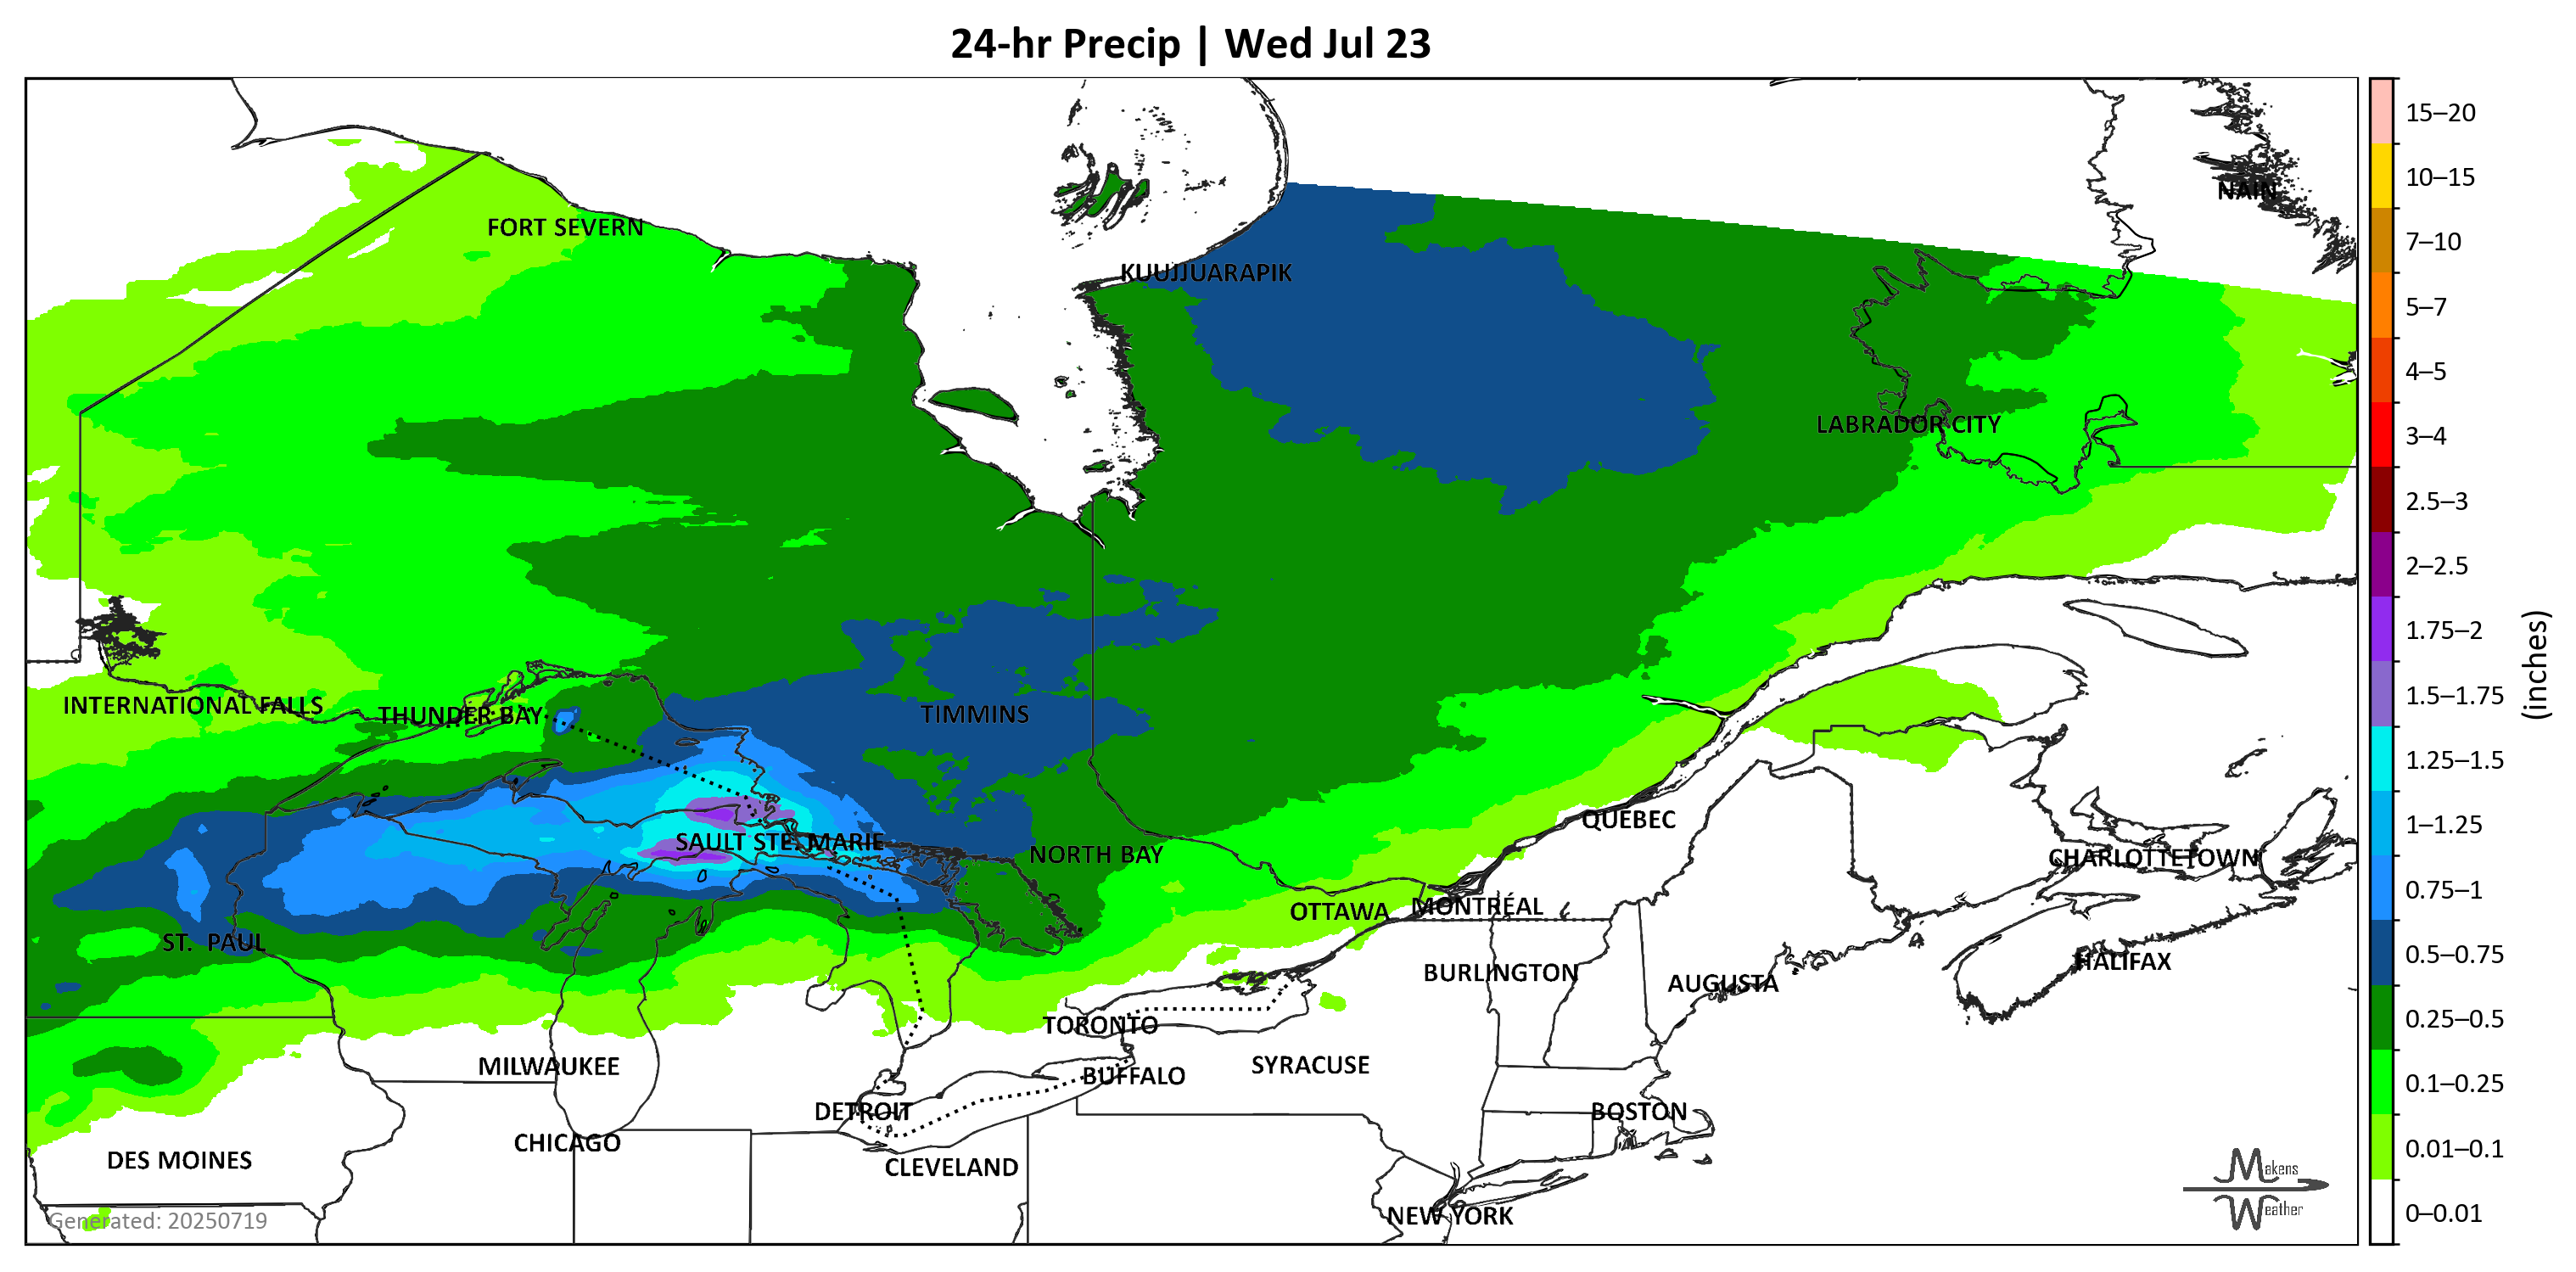 24-hr Precip | Wed Jul 23
NAIN
FORT SEVERN
KUUJJUARAPIK
LABRADOR CITY
INTERNATIONAL FALLS
THUNDER BAY
TIMMINS
SAULT STE. MARIE
NORTH BAY
QUÉBEC
CHARLOTTETOWN
OTTAWA
MONTRÉAL
ST. PAUL
HALIFAX
BURLINGTON
AUGUSTA
TORONTO
MILWAUKEE
SYRACUSE
BUFFALO
DETROIT
BOSTON
CHICAGO
DES MOINES
CLEVELAND
NEW YORK
Generated: 20250719
Makens
Weather
15–20
10–15
7–10
5–7
4–5
3–4
2.5–3
2–2.5
1.75–2
1.5–1.75
1.25–1.5
1–1.25
0.75–1
0.5–0.75
0.25–0.5
0.1–0.25
0.01–0.1
0–0.01
(inches)